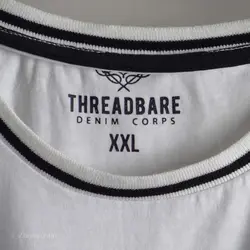 THREADBARE
DENIM CORPS
XXL